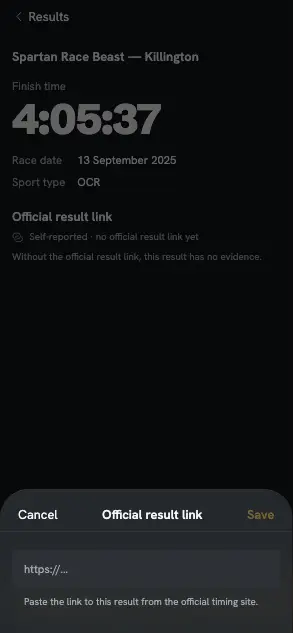 Results
Spartan Race Beast — Killington
Finish time
4:05:37
Race date 13 September 2025
Sport type OCR
Official result link
Self-reported · no official result link yet
Without the official result link, this result has no evidence.
Cancel Official result link Save
https://...
Paste the link to this result from the official timing site.